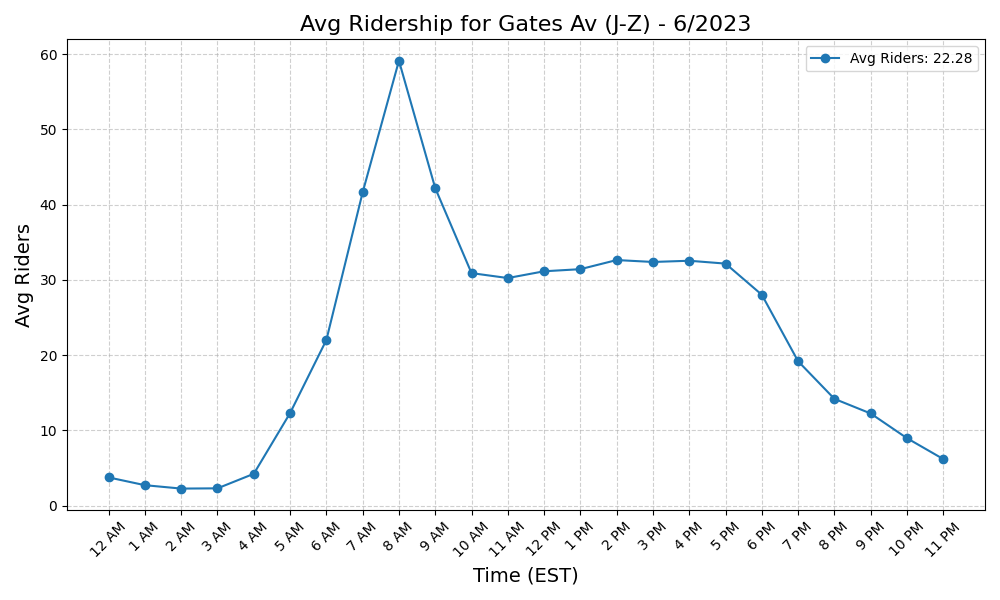 Avg Ridership for Gates Av (J-Z) - 6/2023
Avg Riders: 22.28
Avg Riders
60
50
40
30
20
10
0
12 AM
1 AM
2 AM
3 AM
4 AM
5 AM
6 AM
7 AM
8 AM
9 AM
10 AM
11 AM
12 PM
1 PM
2 PM
3 PM
4 PM
5 PM
6 PM
7 PM
8 PM
9 PM
10 PM
11 PM
Time (EST)